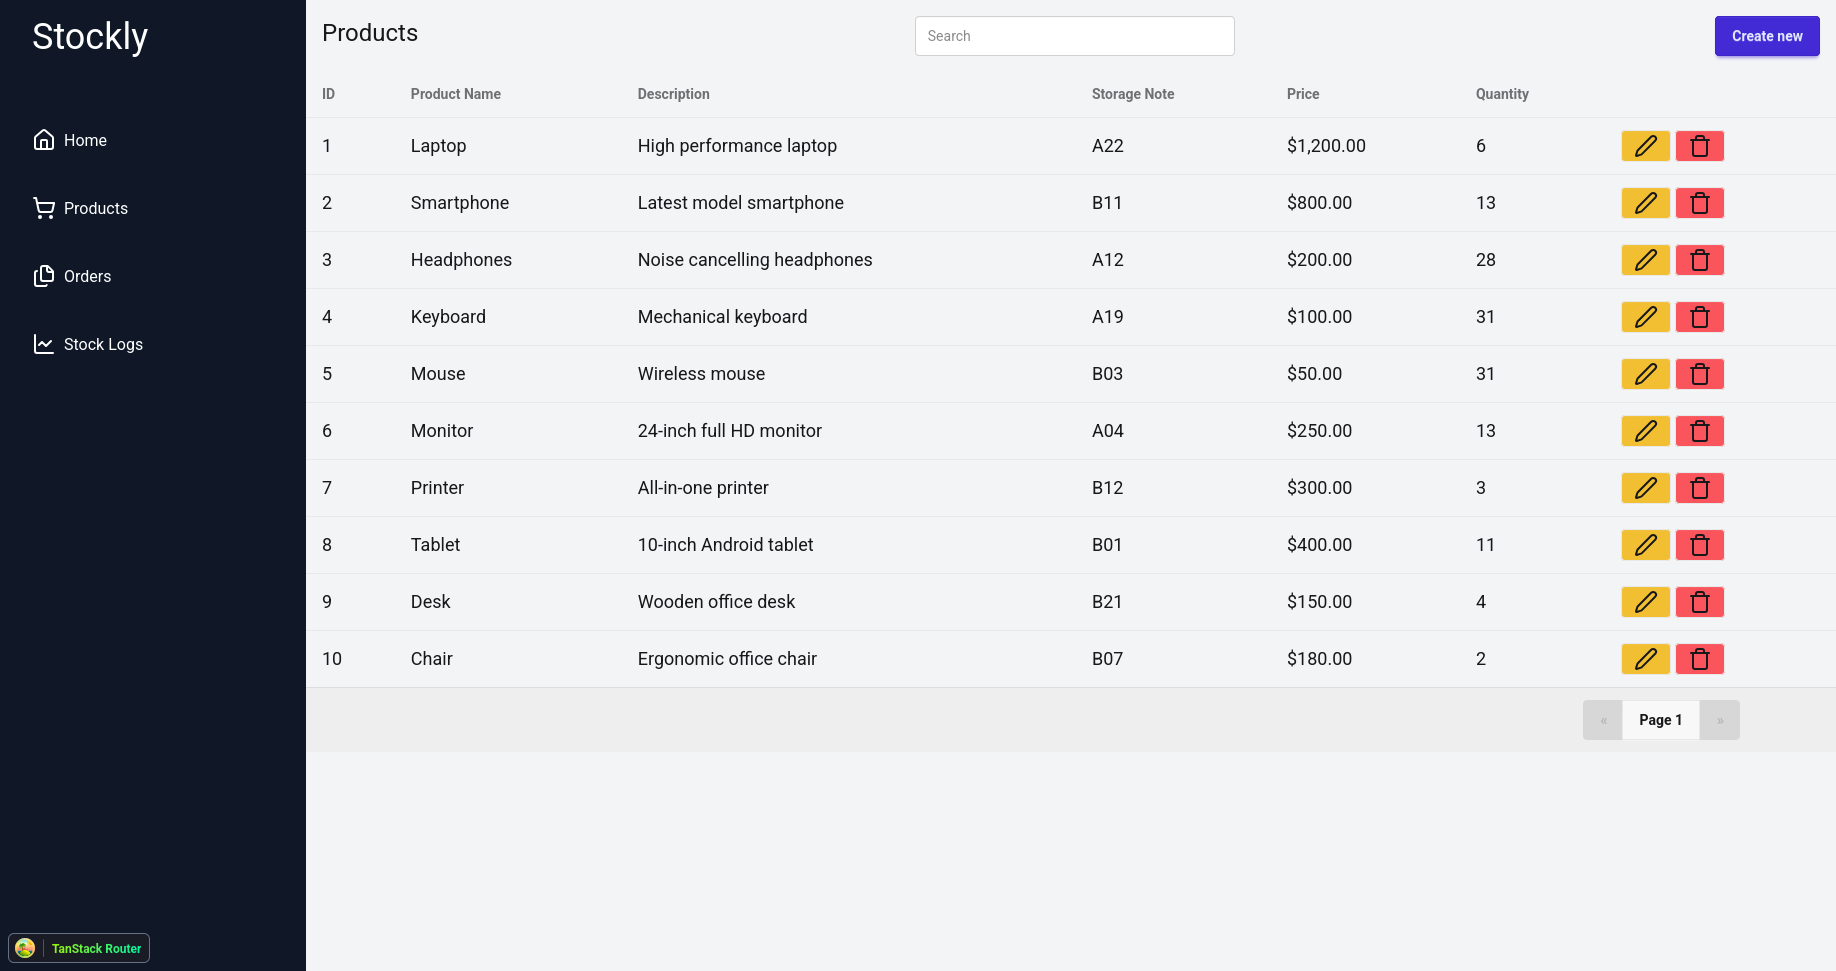 Stockly
Home
Products
Orders
Stock Logs
TanStack Router
Products
Search
Create new
ID Product Name Description Storage Note Price Quantity
1 Laptop High performance laptop A22 $1,200.00 6
2 Smartphone Latest model smartphone B11 $800.00 13
3 Headphones Noise cancelling headphones A12 $200.00 28
4 Keyboard Mechanical keyboard A19 $100.00 31
5 Mouse Wireless mouse B03 $50.00 31
6 Monitor 24-inch full HD monitor A04 $250.00 13
7 Printer All-in-one printer B12 $300.00 3
8 Tablet 10-inch Android tablet B01 $400.00 11
9 Desk Wooden office desk B21 $150.00 4
10 Chair Ergonomic office chair B07 $180.00 2
« Page 1 »